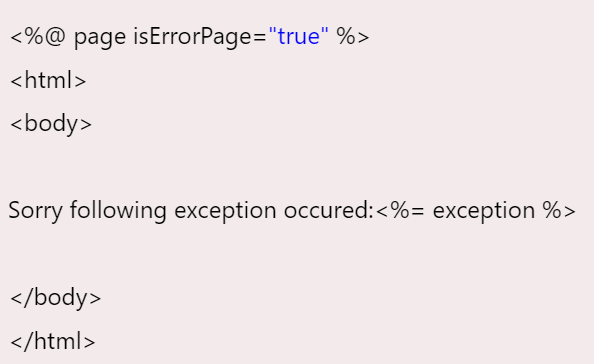 <%@ page isErrorPage="true" %>
<html>
<body>
Sorry following exception occured:<%= exception %>
</body>
</html>